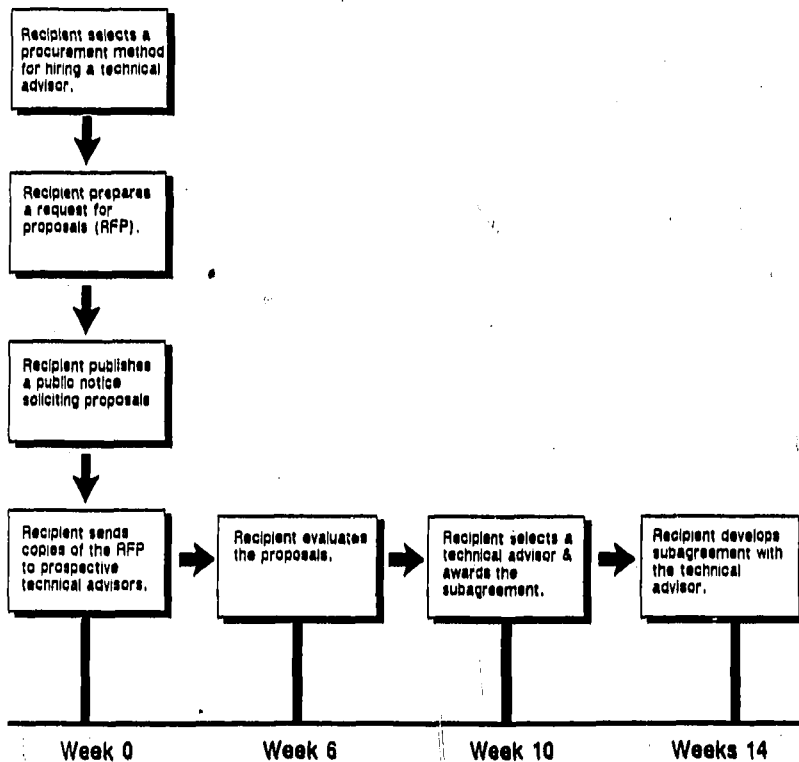 Recipient selects a
procurement method
for hiring a technical
advisor.
Recipient prepares
a request for
proposals (RFP).
Recipient publishes
a public notice
soliciting proposals
Recipient sends
copies of the RFP
to prospective
technical advisors.
Recipient evaluates
the proposals.
Recipient selects a
technical advisor &
awards the
subagreement.
Recipient develops
subagreement with
the technical
advisor.
Week 0
Week 6
Week 10
Weeks 14